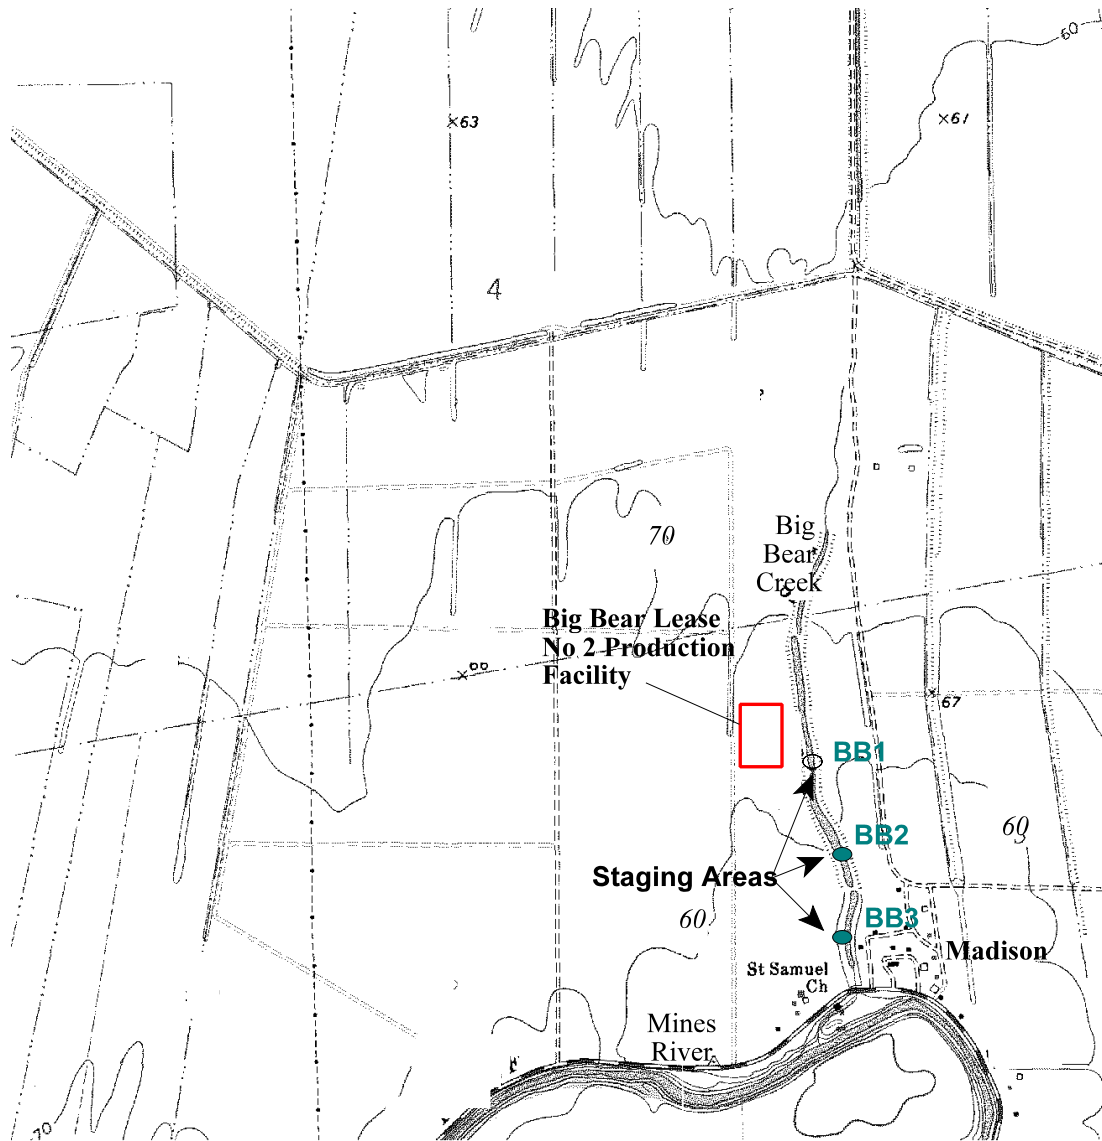 60
×63
×61
4
70
Big
Bear
Creek
Big Bear Lease
No 2 Production
Facility
67
BB1
BB2
60
Staging Areas
60
BB3
Madison
St Samuel
Ch
Mines
River
70